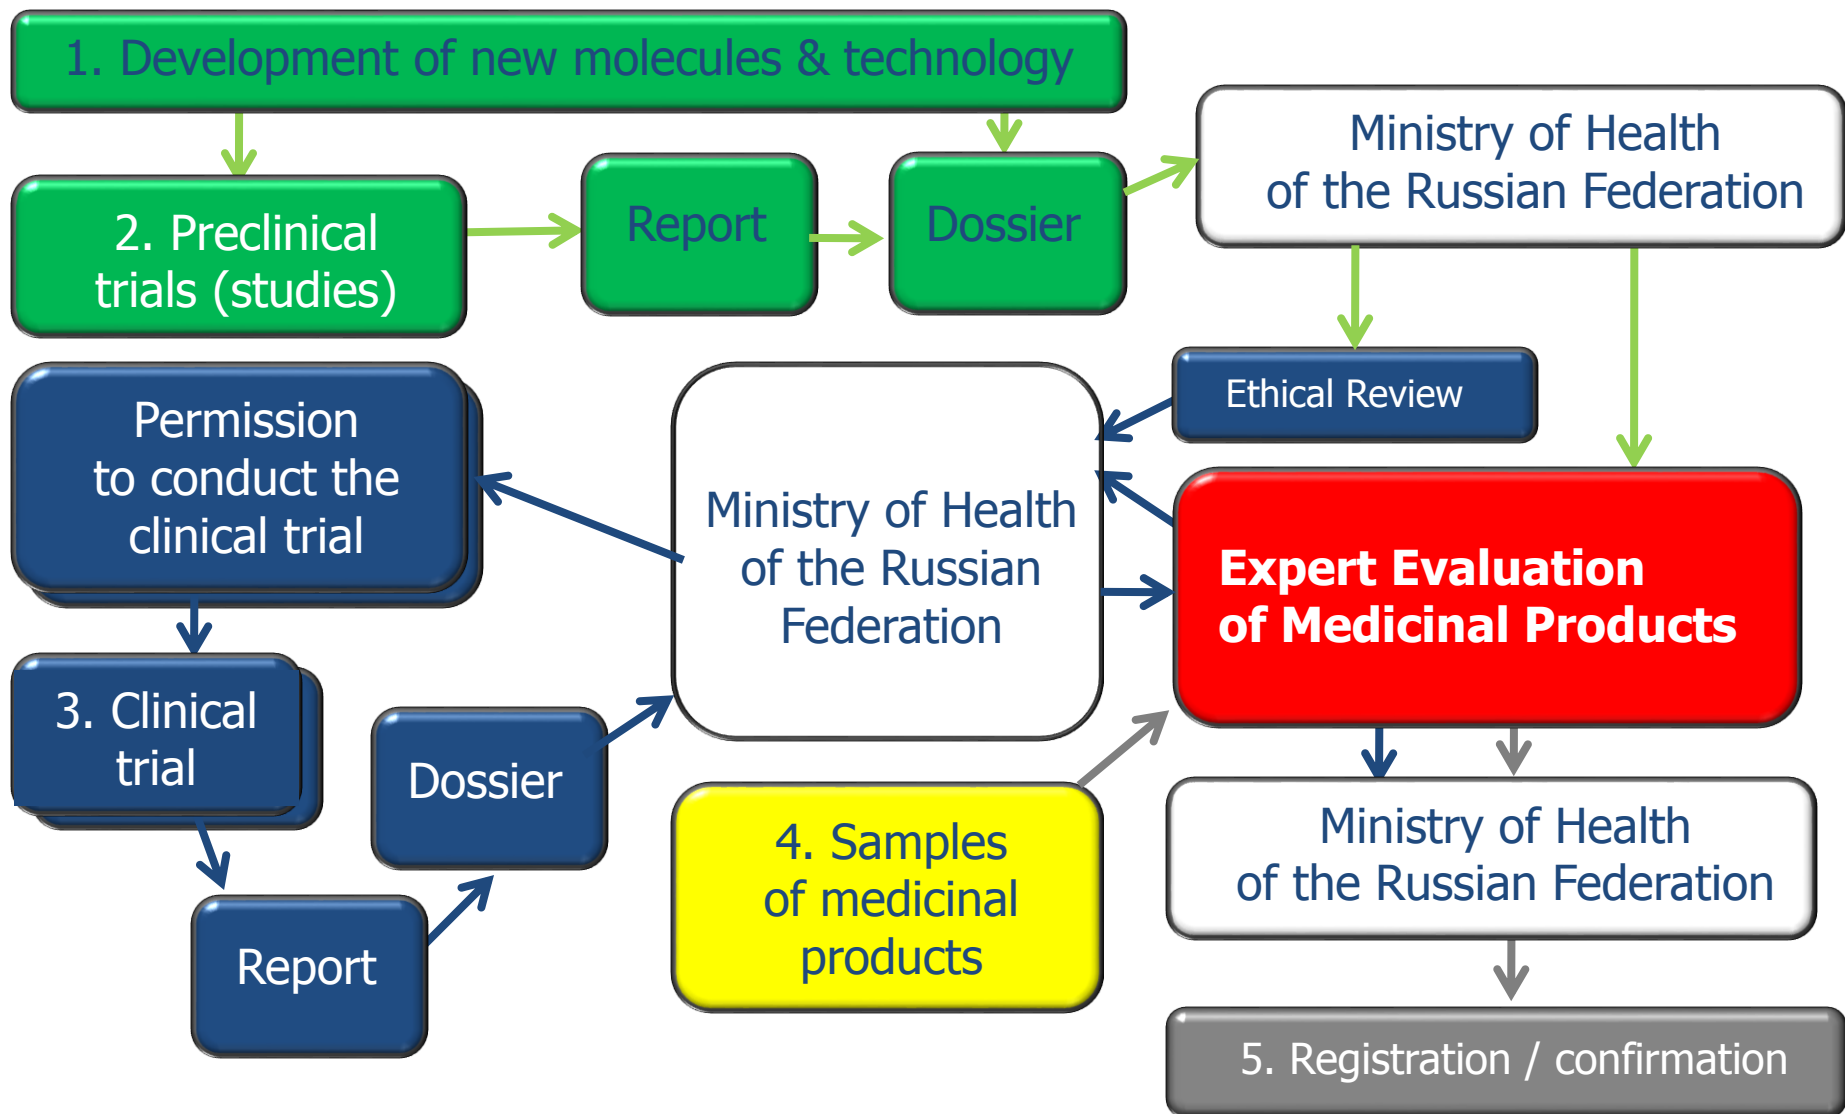 1. Development of new molecules & technology
Ministry of Health
of the Russian Federation
2. Preclinical
trials (studies)
Report
Dossier
Ethical Review
Permission
to conduct the
clinical trial
Ministry of Health
of the Russian
Federation
Expert Evaluation
of Medicinal Products
3. Clinical
trial
Dossier
Report
4. Samples
of medicinal
products
Ministry of Health
of the Russian Federation
5. Registration / confirmation